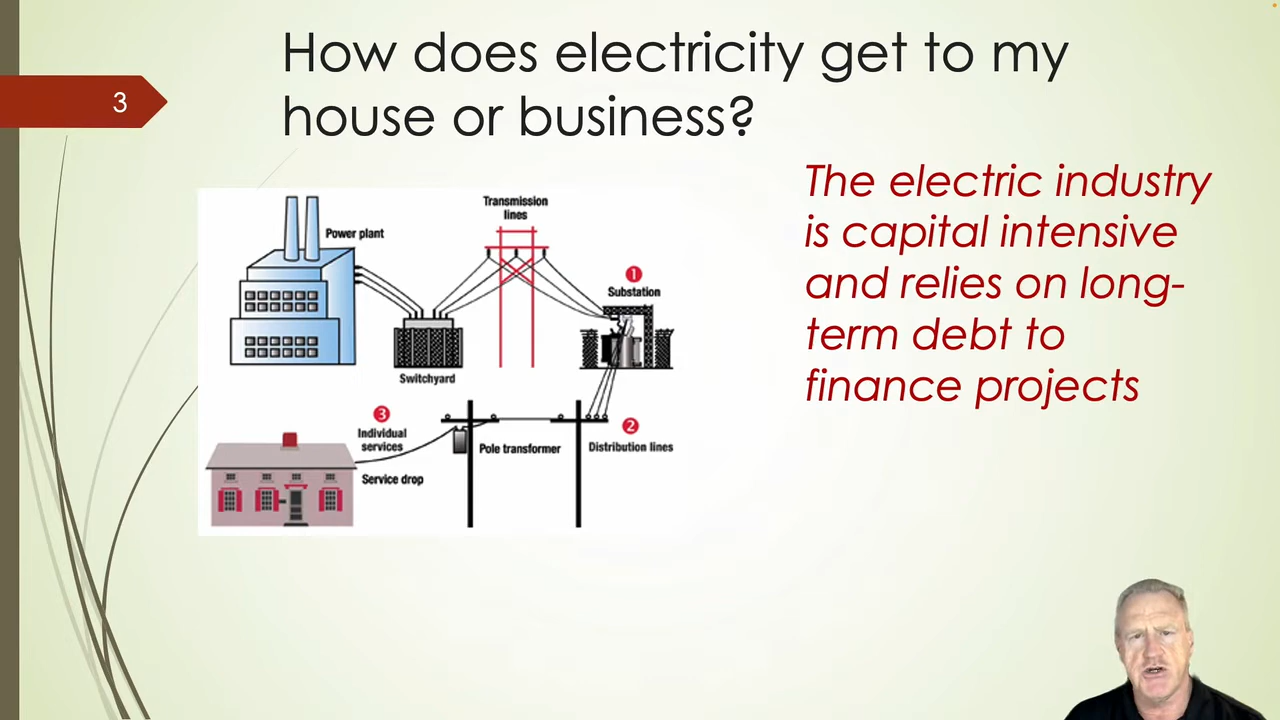 How does electricity get to my
house or business?
3
The electric industry
is capital intensive
and relies on long-
term debt to
finance projects
Transmission
lines
Power plant
1
Substation
Switchyard
3
Individual
services
2
Pole transformer
Distribution lines
Service drop